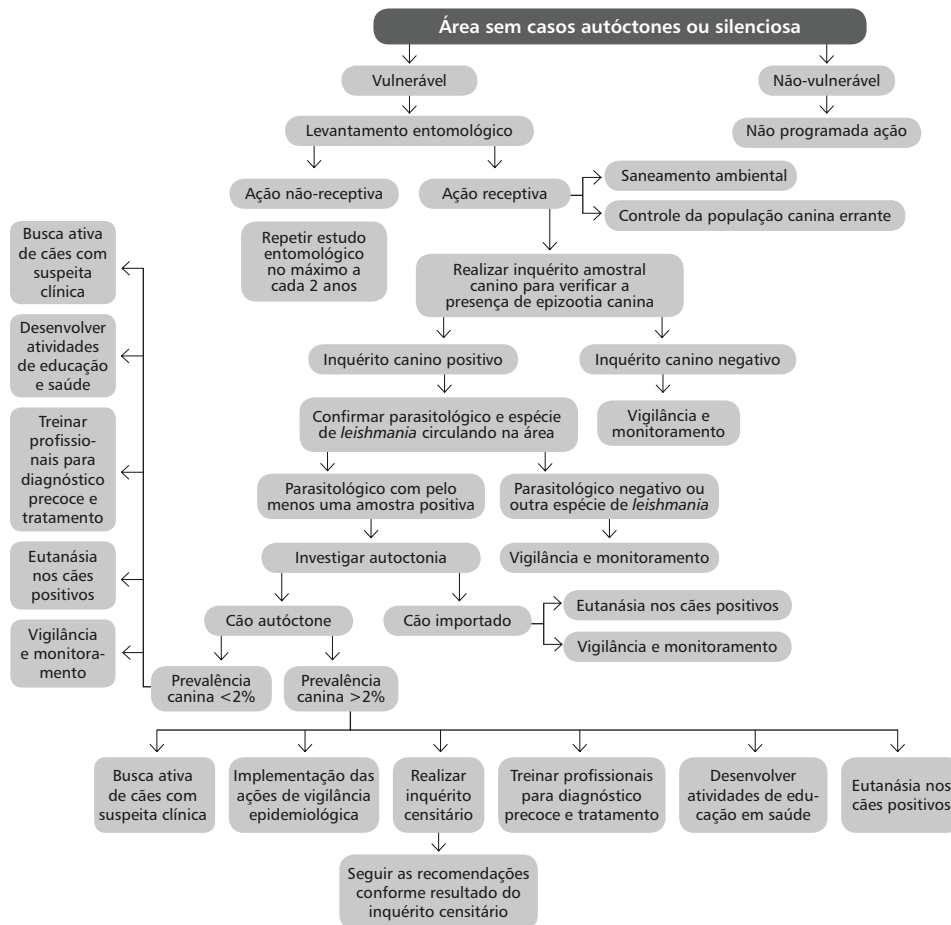 Área sem casos autóctones ou silenciosa
Vulnerável
Não-vulnerável
Levantamento entomológico
Não programada ação
Ação não-receptiva
Ação receptiva
Saneamento ambiental
Controle da população canina errante
Repetir estudo
entomológico
no máximo a
cada 2 anos
Realizar inquérito amostral
canino para verificar a
presença de epizootia canina
Inquérito canino positivo
Inquérito canino negativo
Confirmar parasitológico e espécie
de leishmania circulando na área
Vigilância e
monitoramento
Parasitológico com pelo
menos uma amostra positiva
Parasitológico negativo ou
outra espécie de leishmania
Investigar autoctonia
Vigilância e monitoramento
Cão autóctone
Cão importado
Eutanásia nos cães positivos
Vigilância e monitoramento
Prevalência
canina <2%
Prevalência
canina >2%
Busca ativa
de cães com
suspeita
clínica
Desenvolver
atividades
de educação
e saúde
Treinar
profissio-
nais para
diagnóstico
precoce e
tratamento
Eutanásia
nos cães
positivos
Vigilância
e monitora-
mento
Busca ativa
de cães com
suspeita clínica
Implementação das
ações de vigilância
epidemiológica
Realizar
inquérito
censitário
Treinar profissionais
para diagnóstico
precoce e tratamento
Desenvolver
atividades de edu-
cação em saúde
Eutanásia nos
cães positivos
Seguir as recomendações
conforme resultado do
inquérito censitário